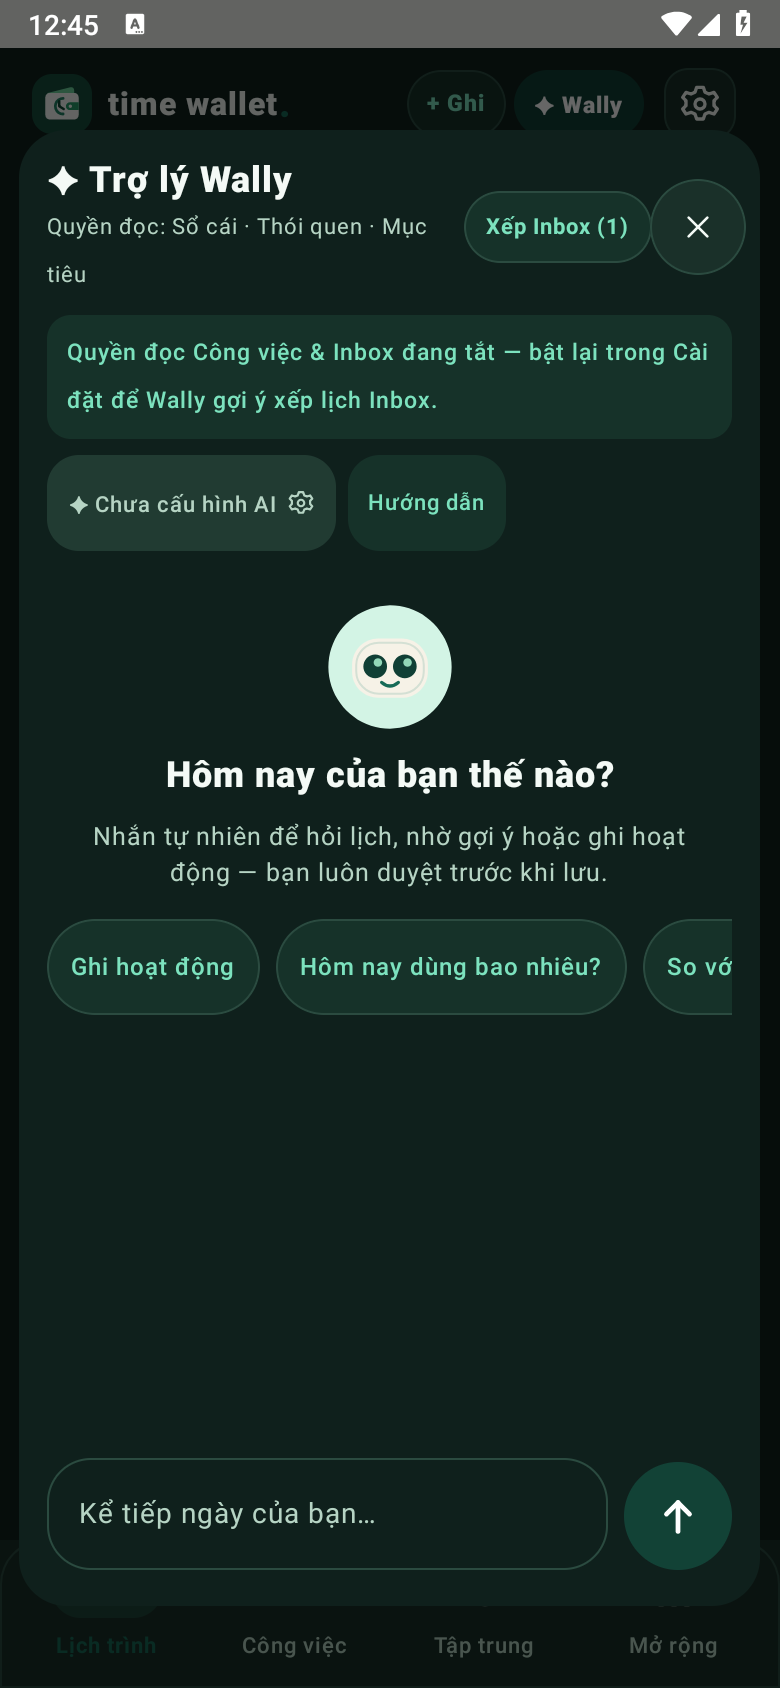 12:45
time wallet.
+ Ghi
Wally
Trợ lý Wally
Quyền đọc: Sổ cái · Thói quen · Mục
tiêu
Xếp Inbox (1)
Quyền đọc Công việc & Inbox đang tắt — bật lại trong Cài
đặt để Wally gợi ý xếp lịch Inbox.
Chưa cấu hình AI
Hướng dẫn
Hôm nay của bạn thế nào?
Nhắn tự nhiên để hỏi lịch, nhờ gợi ý hoặc ghi hoạt
động — bạn luôn duyệt trước khi lưu.
Ghi hoạt động
Hôm nay dùng bao nhiêu?
So vớ
Kể tiếp ngày của bạn…
Lịch trình
Công việc
Tập trung
Mở rộng